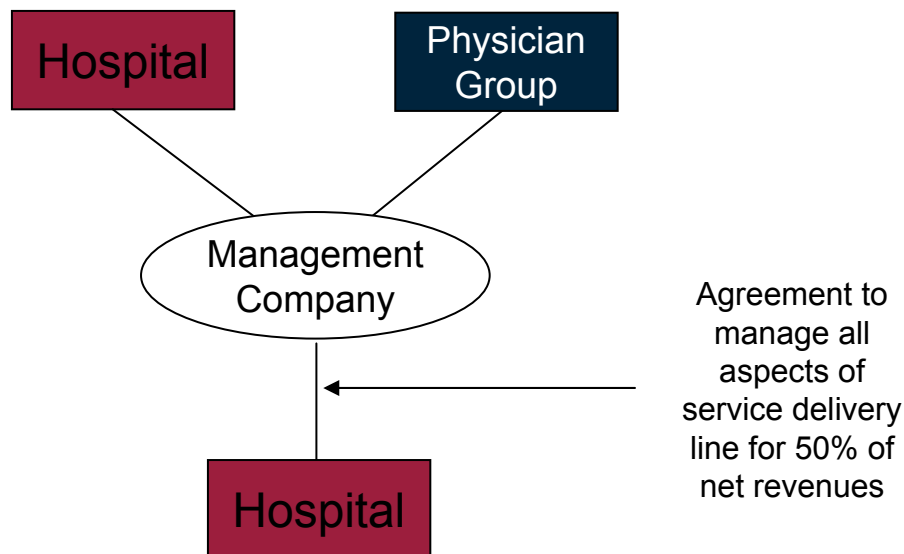 Hospital
Physician
Group
Management
Company
Agreement to
manage all
aspects of
service delivery
line for 50% of
net revenues
Hospital